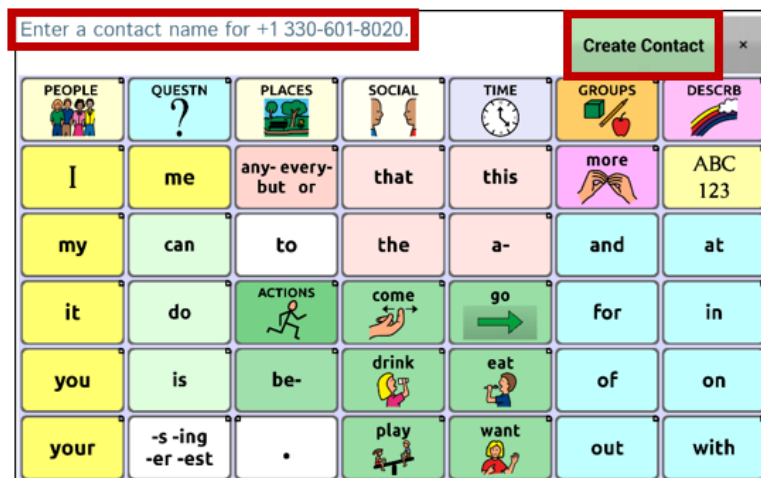 Enter a contact name for +1 330-601-8020.
Create Contact ×
PEOPLE QUESTN PLACES SOCIAL TIME GROUPS DESCRB
?
I me any- every- that this more ABC
but or 123
my can to the a- and at
it do ACTIONS come go for in
you is be- drink eat of on
your -s -ing . play want out with
-er -est